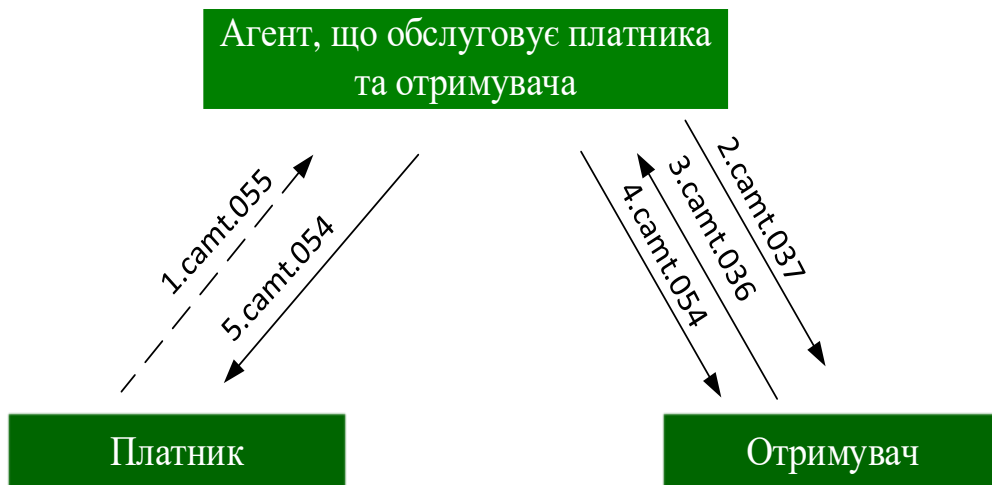 Агент, що обслуговує платника
та отримувача
1.camt.055
5.camt.054
4.camt.054
3.camt.036
2.camt.037
Платник
Отримувач